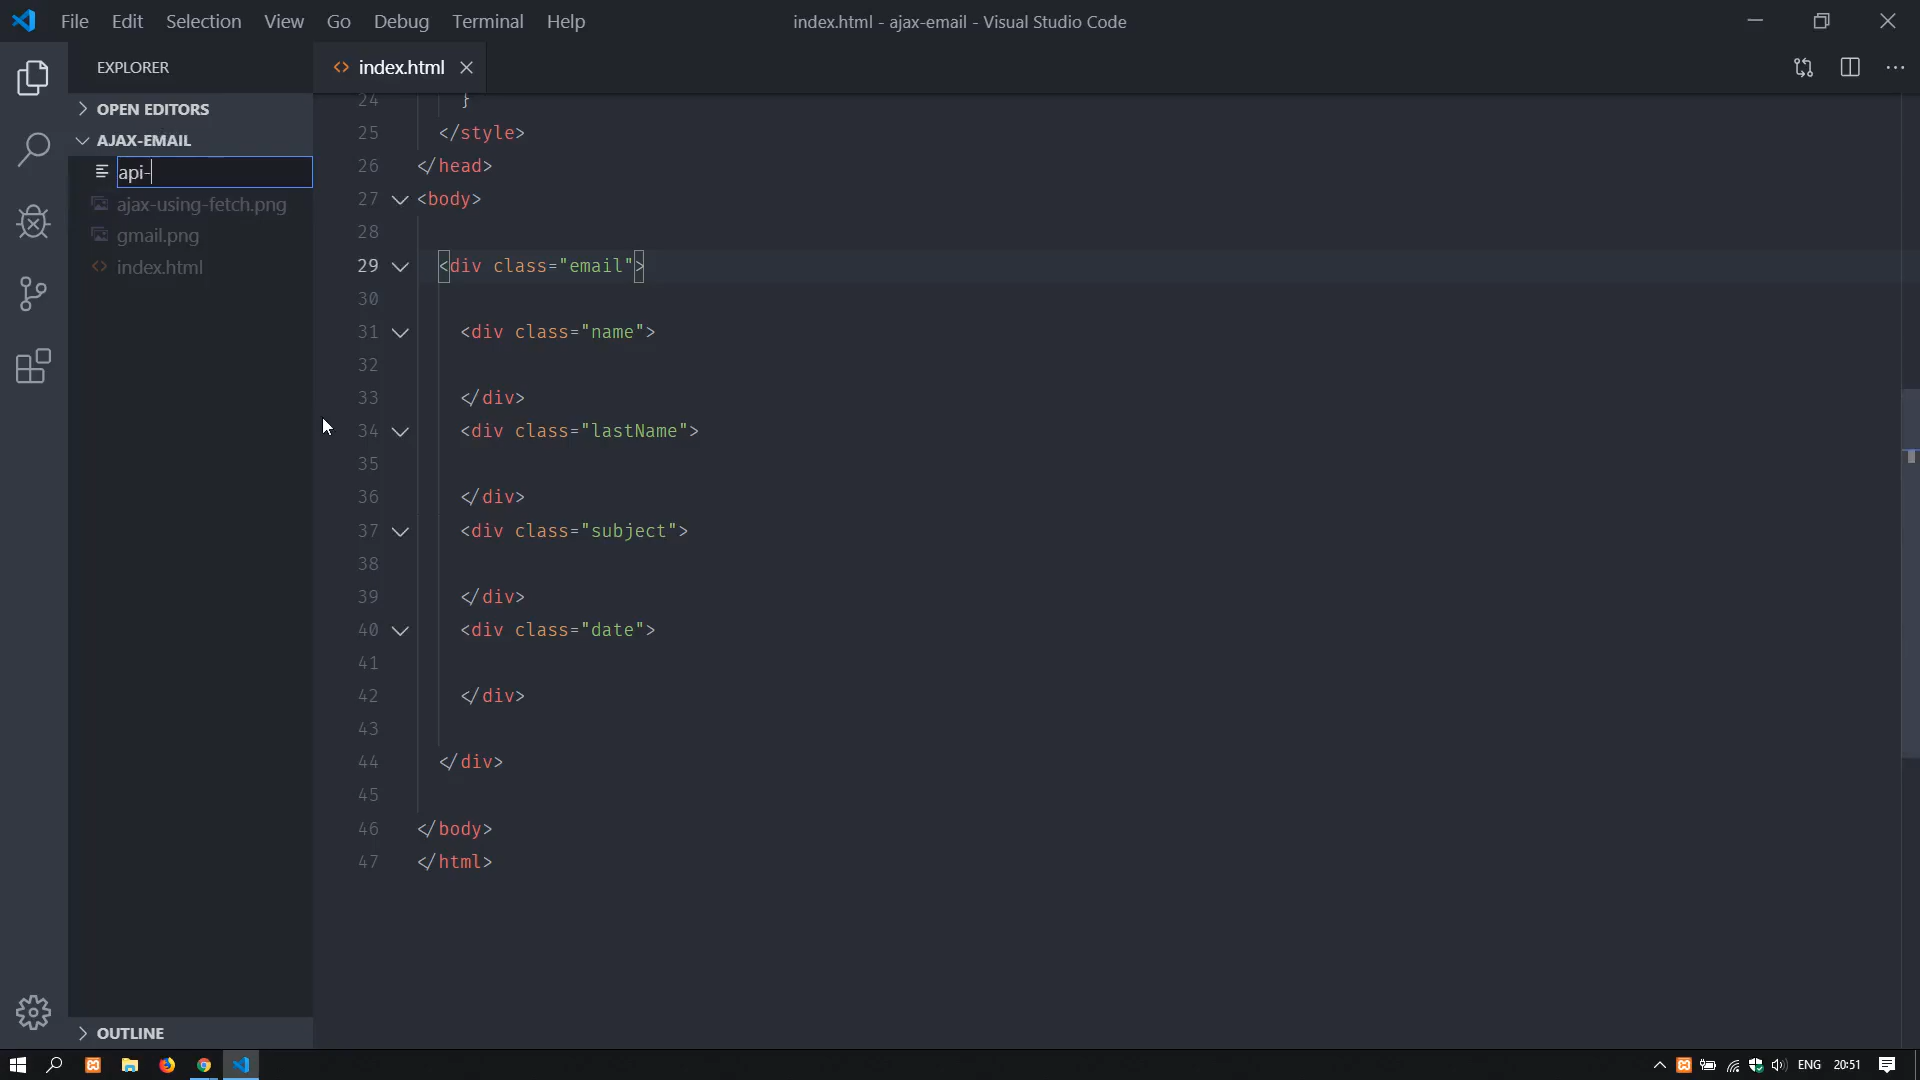 File Edit Selection View Go Debug Terminal Help
index.html - ajax-email - Visual Studio Code
EXPLORER
index.html
OPEN EDITORS
AJAX-EMAIL
api-
ajax-using-fetch.png
gmail.png
index.html
24 }
25 </style>
26 </head>
27 <body>
28
29 <div class="email">
30
31 <div class="name">
32
33 </div>
34 <div class="lastName">
35
36 </div>
37 <div class="subject">
38
39 </div>
40 <div class="date">
41
42 </div>
43
44 </div>
45
46 </body>
47 </html>
OUTLINE
ENG 20:51